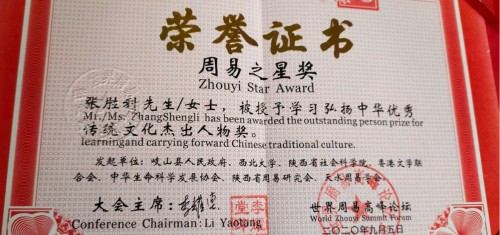 荣誉证书
周易之星奖
Zhouyi Star Award
张胜利先生/女士，被授予学习弘扬中华优秀
Mr./Ms. ZhangShengli has been awarded the outstanding person prize for
传统文化杰出人物奖。
learningand carrying forward Chinese traditional culture.
发起单位：岐山县人民政府、西北大学、陕西省社会科学院、香港文学联
合会、中华生命科学发展协会、陕西省周易研究会、天水周易学会
大会主席：
Conference Chairman: Li Yaotang
世界周易高峰论坛
World Zhouyi Summit Forum
二〇二〇年九月五日